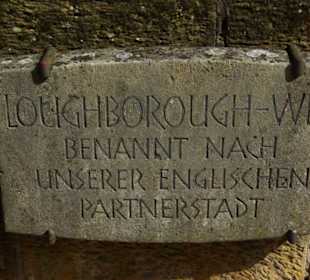 LOUGHBOROUGH-W
BENANNT NACH
UNSERER ENGLISCHEN
PARTNERSTADT